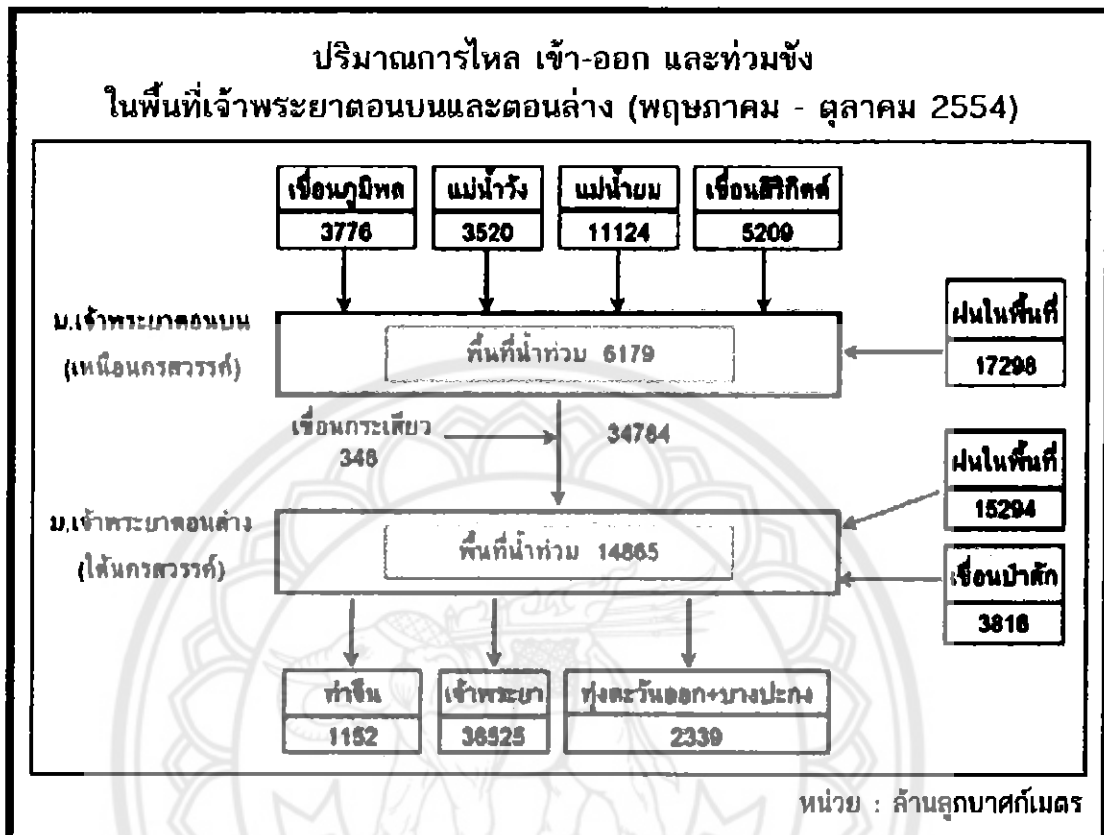 ปริมาณการไหล เข้า-ออก และท่วมขัง
ในพื้นที่เจ้าพระยาตอนบนและตอนล่าง (พฤษภาคม - ตุลาคม 2554)
เขื่อนภูมิพล แม่น้ำวัง แม่น้ำยม เขื่อนสิริกิตต์
3776 3520 11124 5209
ม.เจ้าพระยาตอนบน
(เหนือนครสวรรค์)
พื้นที่น้ำท่วม 6179
ฝนในพื้นที่
17298
เขื่อนกระเสียว
348
34784
ฝนในพื้นที่
15294
ม.เจ้าพระยาตอนล่าง
(ใต้นครสวรรค์)
พื้นที่น้ำท่วม 14865
เขื่อนป่าสัก
3816
ท่าจีน เจ้าพระยา ทุ่งตะวันออก+บางปะกง
1152 36525 2339
หน่วย : ล้านลูกบาศก์เมตร